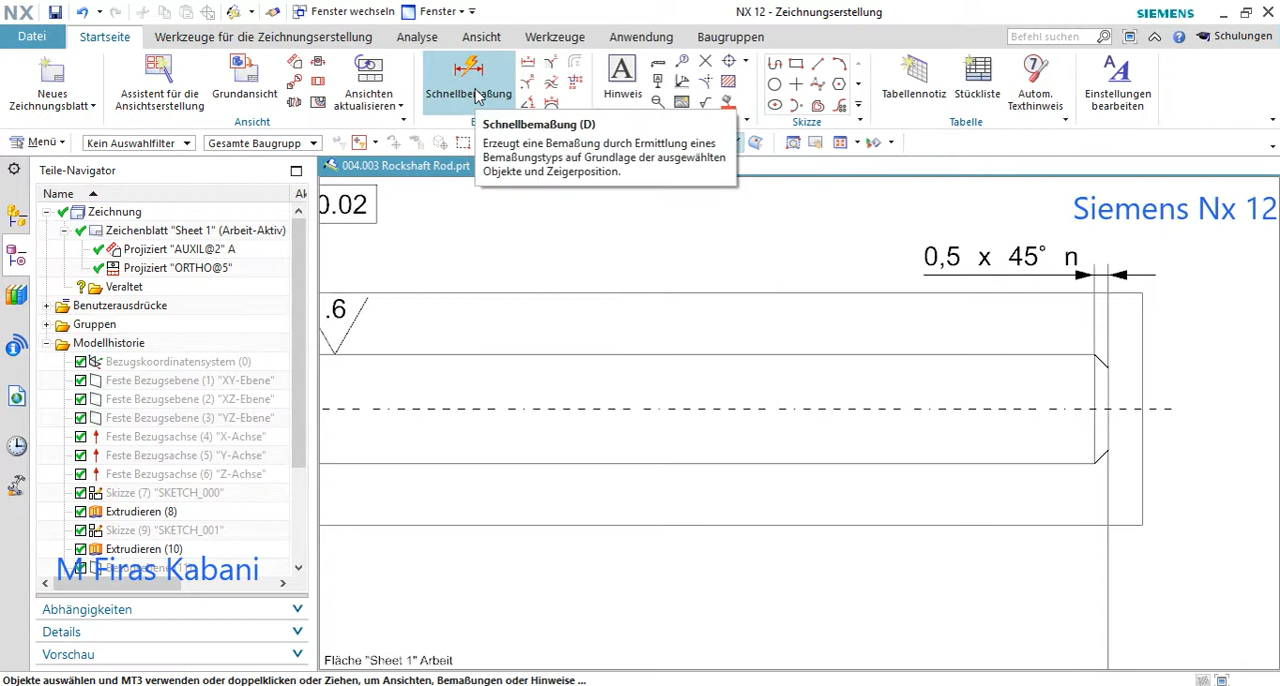 NX
Fenster wechseln
Fenster
NX 12 - Zeichnungserstellung
SIEMENS
Datei
Startseite
Werkzeuge für die Zeichnungserstellung
Analyse
Ansicht
Werkzeuge
Anwendung
Baugruppen
Befehl suchen
Schulungen
Neues
Zeichnungsblatt
Assistent für die
Ansichtserstellung
Grundansicht
Ansichten
aktualisieren
Ansicht
Schnellbemaßung
Hinweis
Skizze
Tabellennotiz
Stückliste
Autom.
Texthinweis
Tabelle
Einstellungen
bearbeiten
Schnellbemaßung (D)
Erzeugt eine Bemaßung durch Ermittlung eines
Bemaßungstyps auf Grundlage der ausgewählten
Objekte und Zeigerposition.
Menü
Kein Auswahlfilter
Gesamte Baugruppe
Teile-Navigator
004.003 Rockshaft Rod.prt
Name
Ak
Zeichnung
Zeichenblatt "Sheet 1" (Arbeit-Aktiv)
Projiziert "AUXIL@2" A
Projiziert "ORTHO@5"
Veraltet
Benutzerausdrücke
Gruppen
Modellhistorie
Bezugskoordinatensystem (0)
Feste Bezugsebene (1) "XY-Ebene"
Feste Bezugsebene (2) "XZ-Ebene"
Feste Bezugsebene (3) "YZ-Ebene"
Feste Bezugsachse (4) "X-Achse"
Feste Bezugsachse (5) "Y-Achse"
Feste Bezugsachse (6) "Z-Achse"
Skizze (7) "SKETCH_000"
Extrudieren (8)
Skizze (9) "SKETCH_001"
Extrudieren (10)
M Firas Kabani
Abhängigkeiten
Details
Vorschau
0.02
Siemens Nx 12
0,5 x 45° n
.6
Fläche "Sheet 1" Arbeit
Objekte auswählen und MT3 verwenden oder doppelklicken oder Ziehen, um Ansichten, Bemaßungen oder Hinweise ...